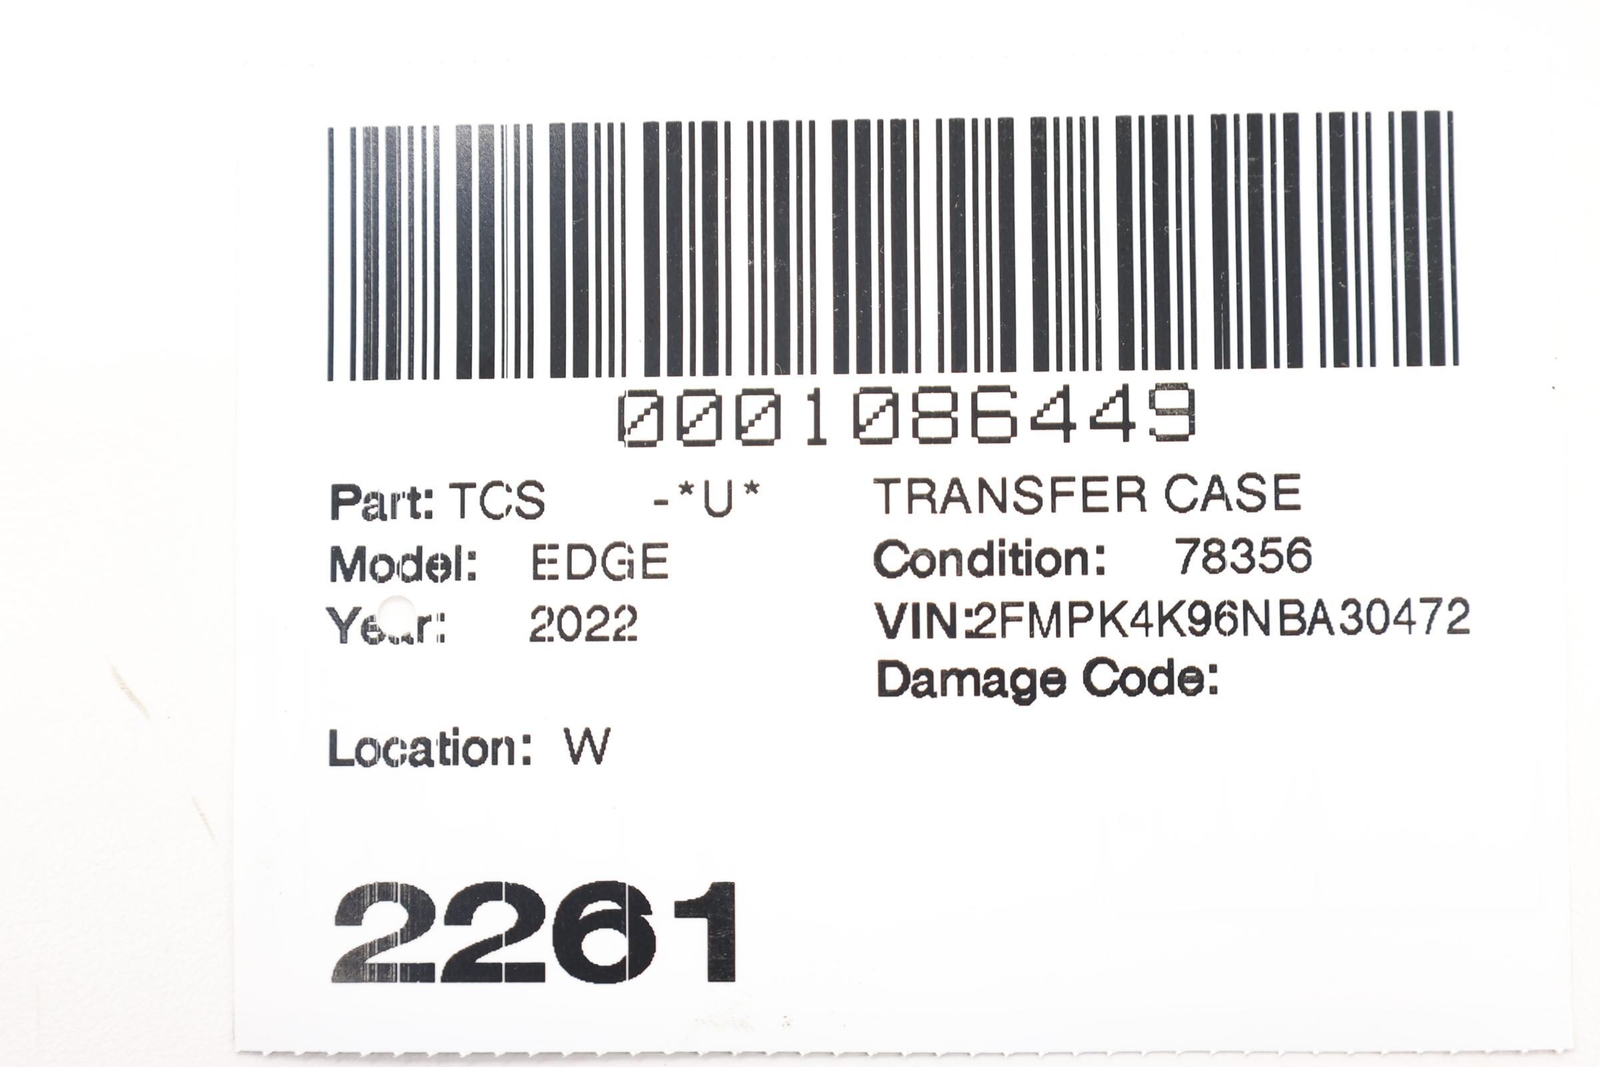 0001086449
Part: TCS -*U* TRANSFER CASE
Model: EDGE Condition: 78356
Year: 2022 VIN:2FMPK4K96NBA30472
Damage Code:
Location: W
2261